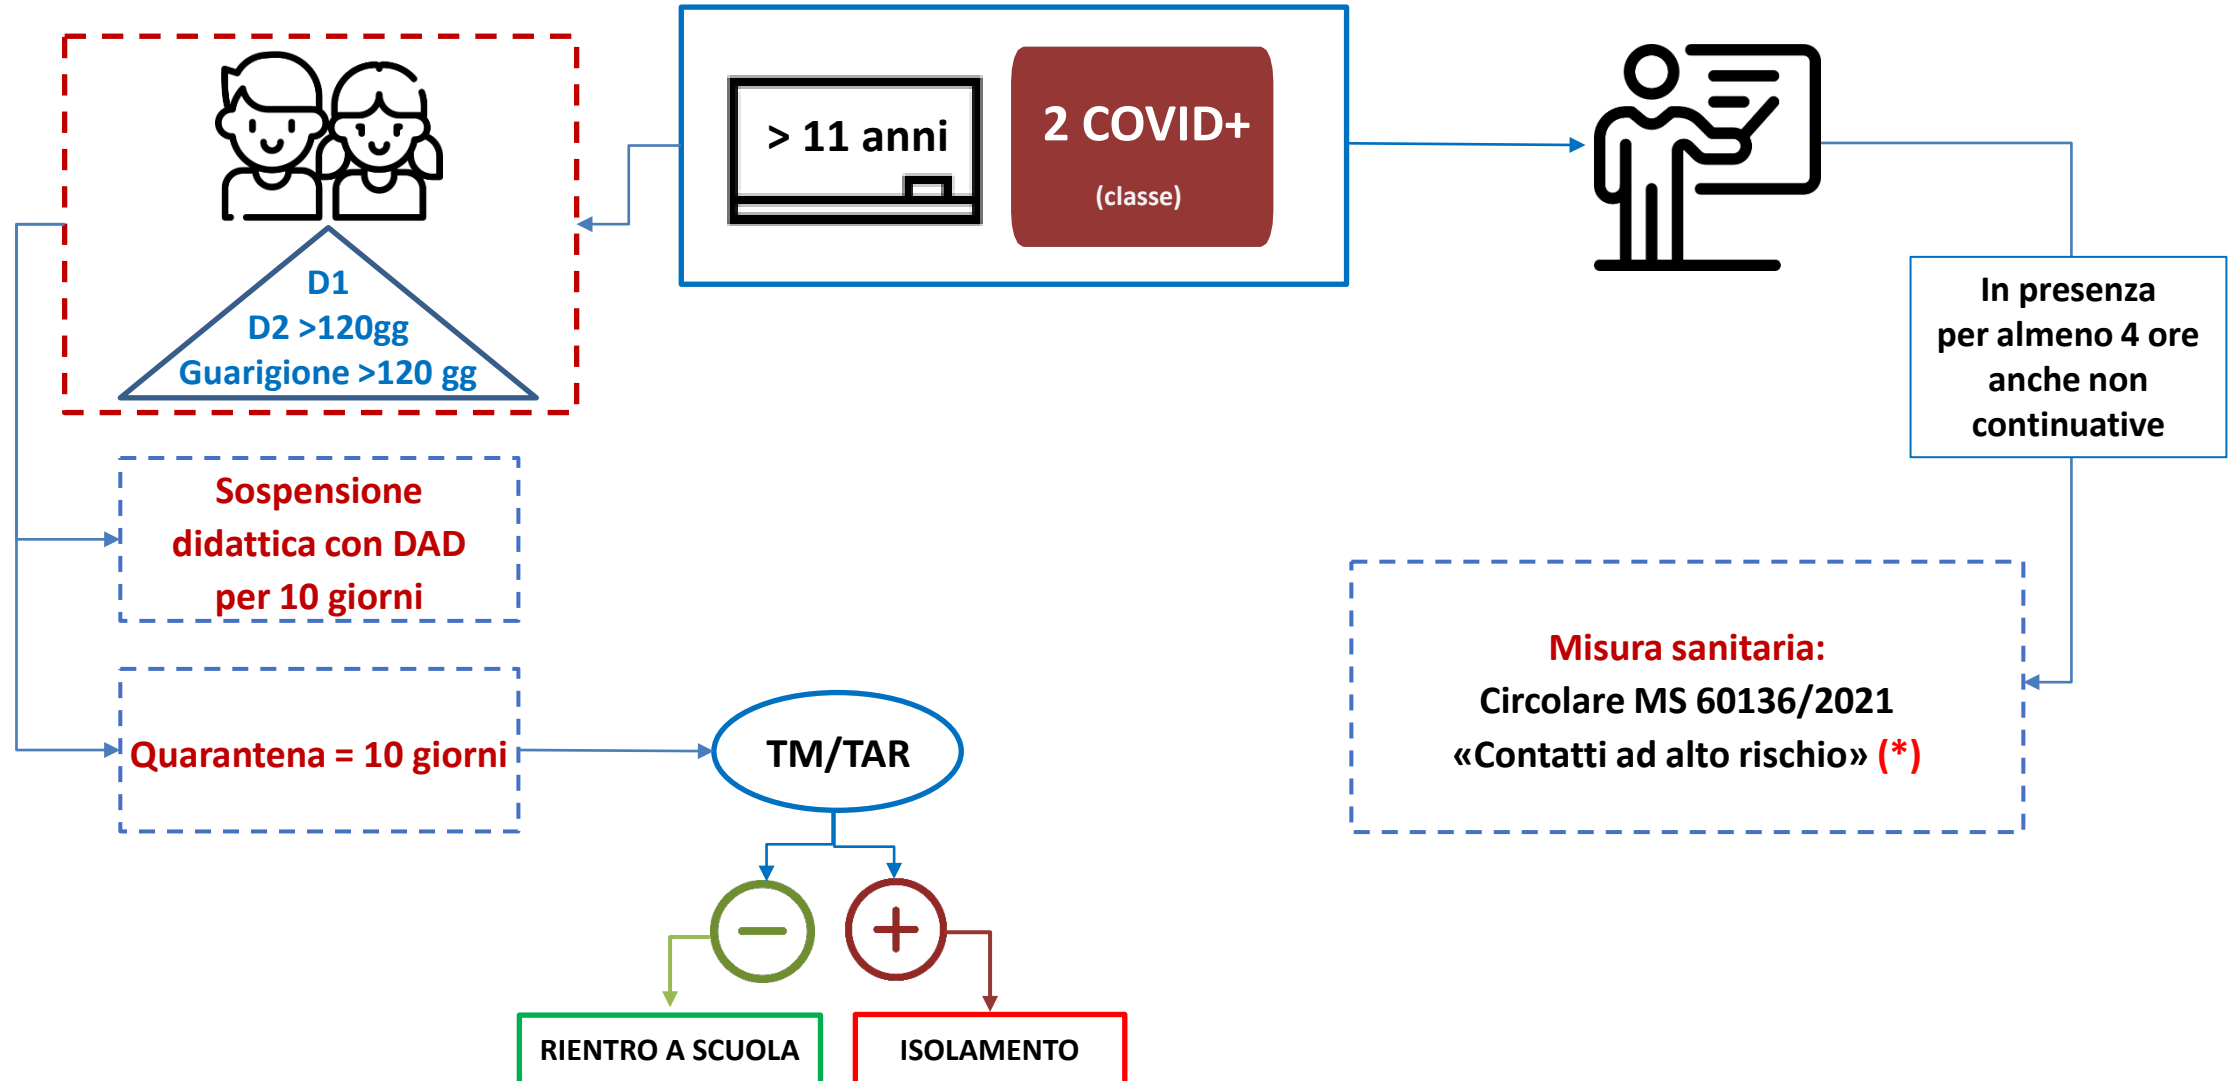 > 11 anni
2 COVID+
(classe)
D1
D2 >120gg
Guarigione >120 gg
In presenza
per almeno 4 ore
anche non
continuative
Sospensione
didattica con DAD
per 10 giorni
Misura sanitaria:
Circolare MS 60136/2021
«Contatti ad alto rischio» (*)
Quarantena = 10 giorni
TM/TAR
RIENTRO A SCUOLA
ISOLAMENTO